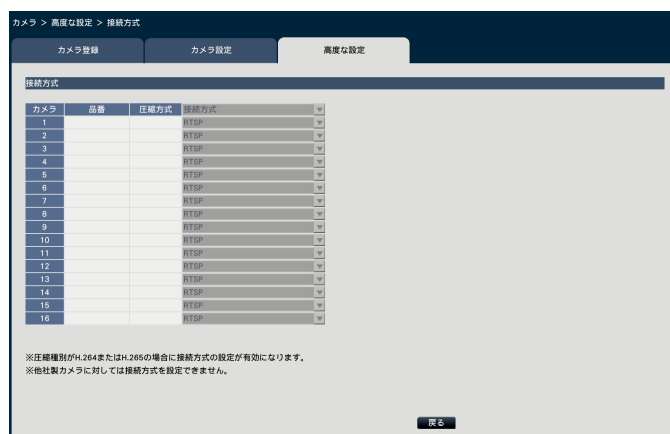 カメラ > 高度な設定 > 接続方式
カメラ登録 カメラ設定 高度な設定
接続方式
カメラ 品番 圧縮方式 接続方式
1 RTSP
2 RTSP
3 RTSP
4 RTSP
5 RTSP
6 RTSP
7 RTSP
8 RTSP
9 RTSP
10 RTSP
11 RTSP
12 RTSP
13 RTSP
14 RTSP
15 RTSP
16 RTSP
※圧縮種別がH.264またはH.265の場合に接続方式の設定が有効になります。
※他社製カメラに対しては接続方式を設定できません。
戻る